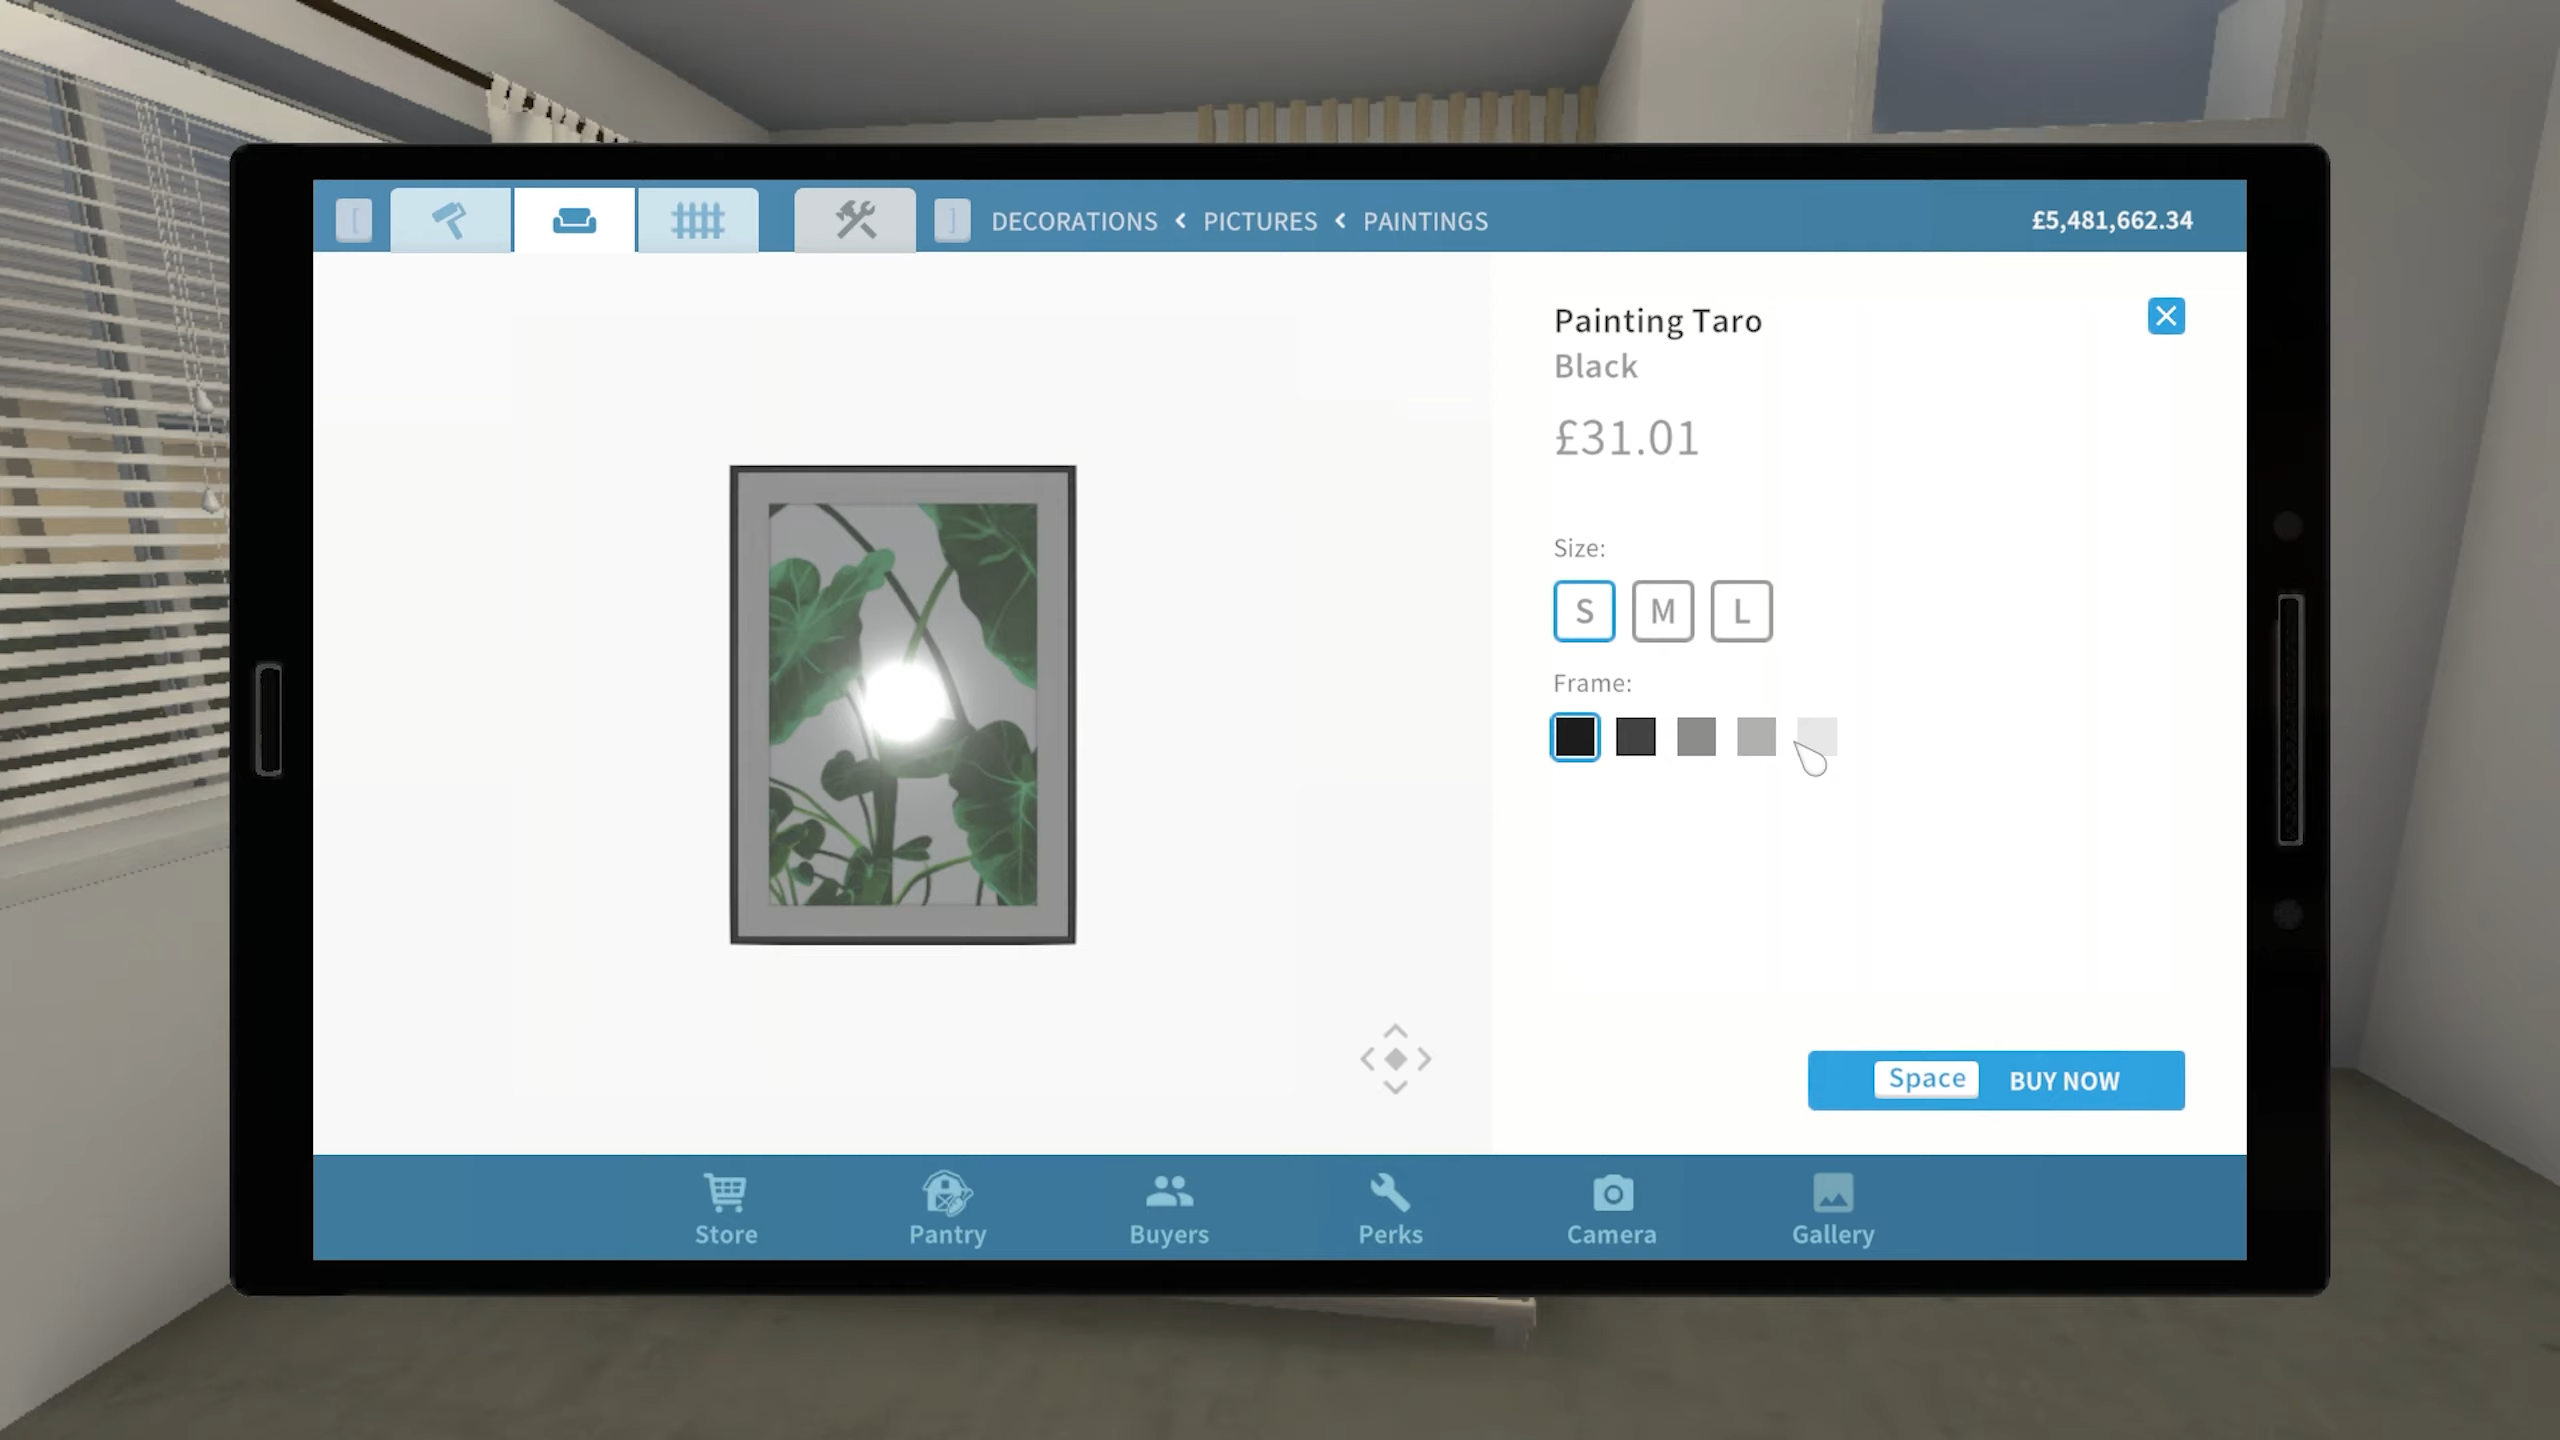 [
]
DECORATIONS < PICTURES < PAINTINGS
£5,481,662.34
Painting Taro
Black
£31.01
Size:
S M L
Frame:
Space BUY NOW
Store
Pantry
Buyers
Perks
Camera
Gallery